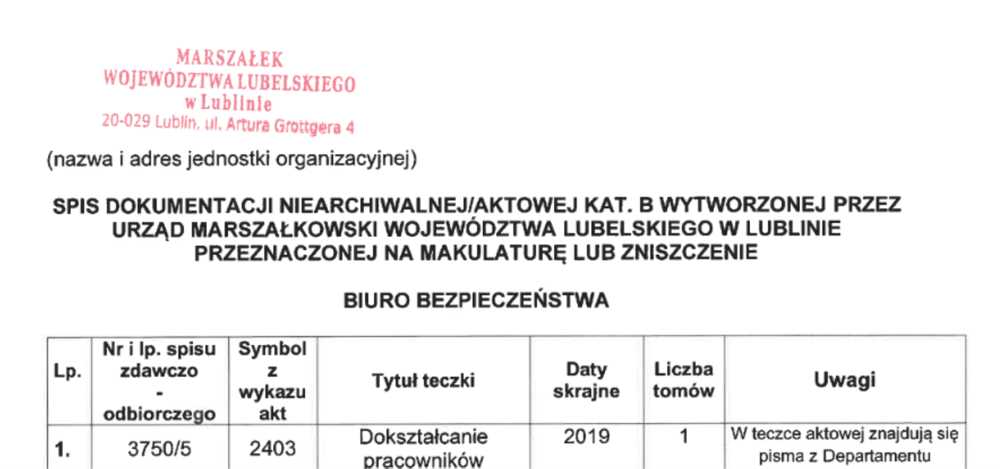 MARSZAŁEK
WOJEWÓDZTWA LUBELSKIEGO
w Lublinie
20-029 Lublin, ul. Artura Grottgera 4
(nazwa i adres jednostki organizacyjnej)
SPIS DOKUMENTACJI NIEARCHIWALNEJ/AKTOWEJ KAT. B WYTWORZONEJ PRZEZ
URZĄD MARSZAŁKOWSKI WOJEWÓDZTWA LUBELSKIEGO W LUBLINIE
PRZEZNACZONEJ NA MAKULATURĘ LUB ZNISZCZENIE
BIURO BEZPIECZEŃSTWA
Lp.
Nr i lp. spisu
zdawczo
-
odbiorczego
Symbol
z
wykazu
akt
Tytuł teczki
Daty
skrajne
Liczba
tomów
Uwagi
1.
3750/5
2403
Dokształcanie
pracowników
2019
1
W teczce aktowej znajdują się
pisma z Departamentu